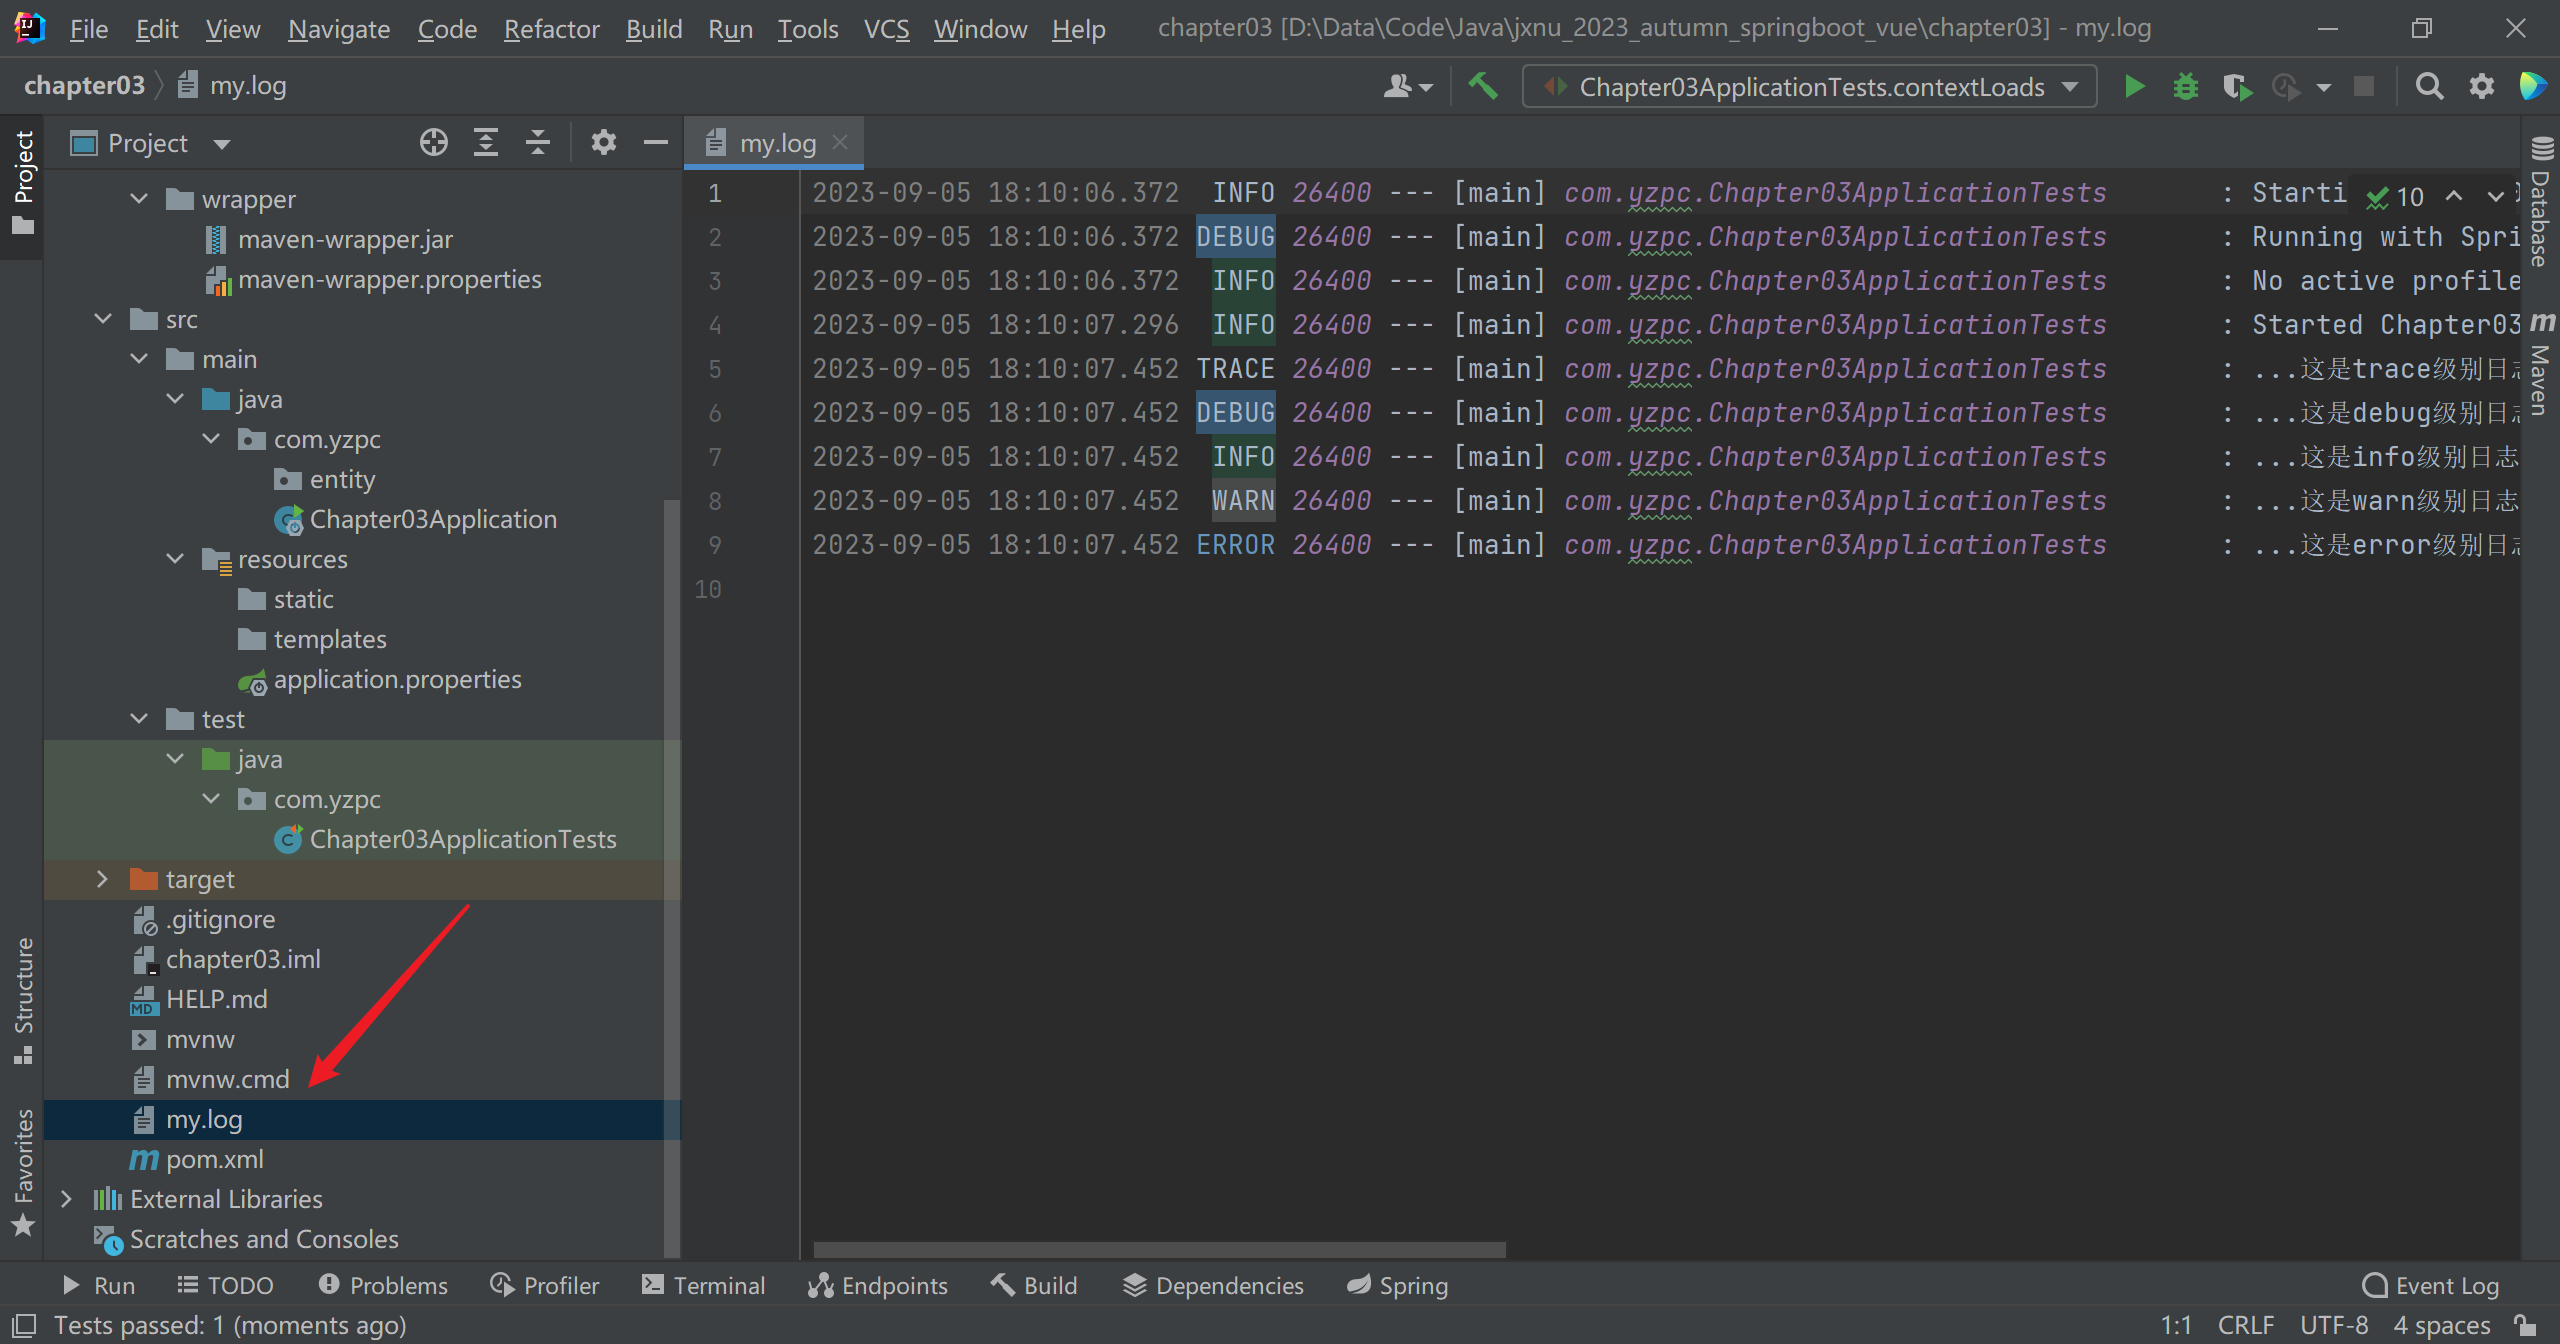 File Edit View Navigate Code Refactor Build Run Tools VCS Window Help chapter03 [D:\Data\Code\Java\jxnu_2023_autumn_springboot_vue\chapter03] - my.log
chapter03 my.log Chapter03ApplicationTests.contextLoads
Project
my.log
Project
wrapper
maven-wrapper.jar
maven-wrapper.properties
src
main
java
com.yzpc
entity
Chapter03Application
resources
static
templates
application.properties
test
java
com.yzpc
Chapter03ApplicationTests
target
.gitignore
chapter03.iml
HELP.md
mvnw
mvnw.cmd
my.log
pom.xml
External Libraries
Scratches and Consoles
Structure
Favorites
1 2023-09-05 18:10:06.372 INFO 26400 --- [main] com.yzpc.Chapter03ApplicationTests : Starti
10
2 2023-09-05 18:10:06.372 DEBUG 26400 --- [main] com.yzpc.Chapter03ApplicationTests : Running with Spri
3 2023-09-05 18:10:06.372 INFO 26400 --- [main] com.yzpc.Chapter03ApplicationTests : No active profile
4 2023-09-05 18:10:07.296 INFO 26400 --- [main] com.yzpc.Chapter03ApplicationTests : Started Chapter03
5 2023-09-05 18:10:07.452 TRACE 26400 --- [main] com.yzpc.Chapter03ApplicationTests : ...这是trace级别日志
6 2023-09-05 18:10:07.452 DEBUG 26400 --- [main] com.yzpc.Chapter03ApplicationTests : ...这是debug级别日志
7 2023-09-05 18:10:07.452 INFO 26400 --- [main] com.yzpc.Chapter03ApplicationTests : ...这是info级别日志
8 2023-09-05 18:10:07.452 WARN 26400 --- [main] com.yzpc.Chapter03ApplicationTests : ...这是warn级别日志
9 2023-09-05 18:10:07.452 ERROR 26400 --- [main] com.yzpc.Chapter03ApplicationTests : ...这是error级别日志
10
Database
m Maven
Run TODO Problems Profiler Terminal Endpoints Build Dependencies Spring Event Log
Tests passed: 1 (moments ago) 1:1 CRLF UTF-8 4 spaces